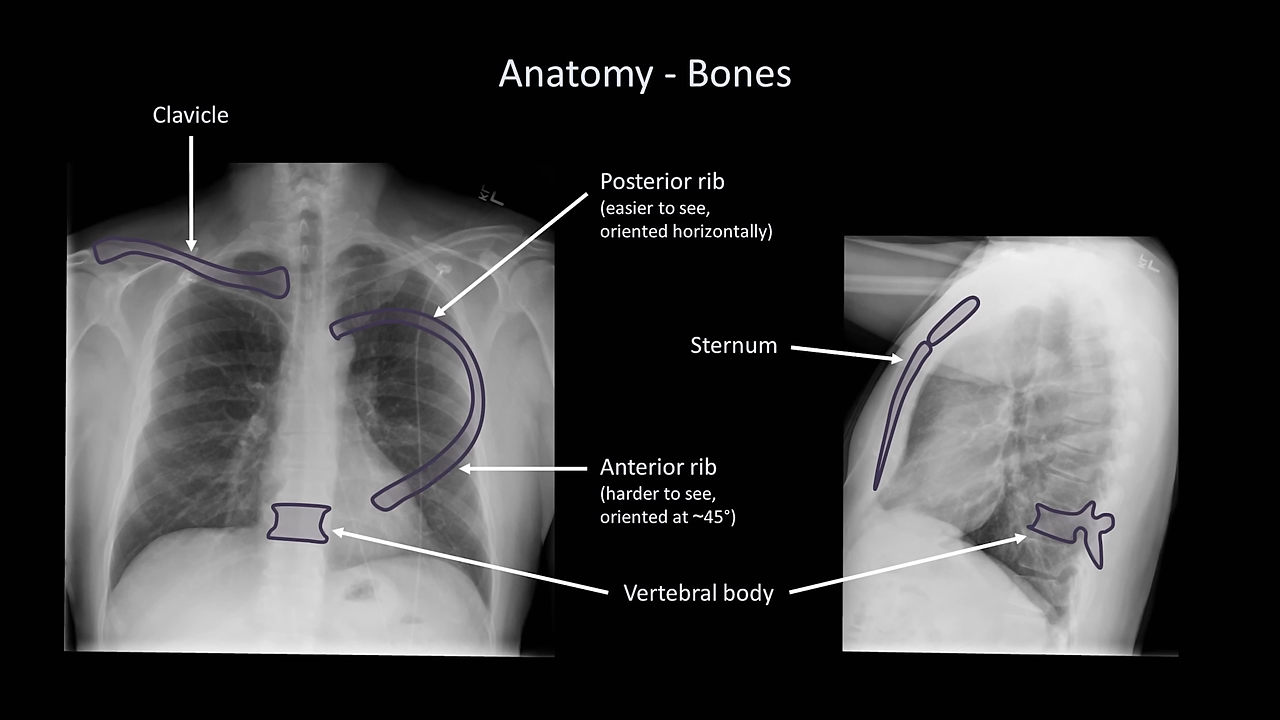 Anatomy - Bones
Clavicle
Posterior rib
(easier to see,
oriented horizontally)
Sternum
Anterior rib
(harder to see,
oriented at ~45°)
Vertebral body
KT
L
L